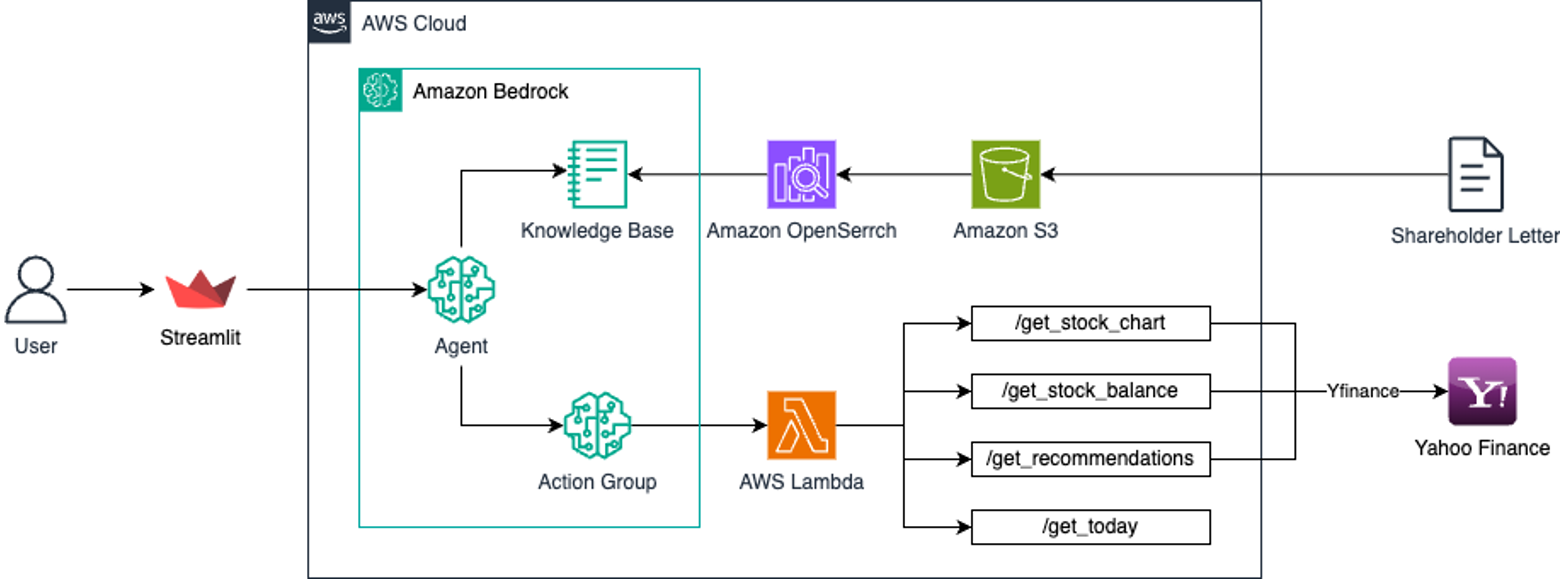 aws
AWS Cloud
Amazon Bedrock
Knowledge Base
Amazon OpenSerrch
Amazon S3
Shareholder Letter
User
Streamlit
Agent
/get_stock_chart
/get_stock_balance
Yfinance
Y!
Yahoo Finance
/get_recommendations
Action Group
AWS Lambda
/get_today